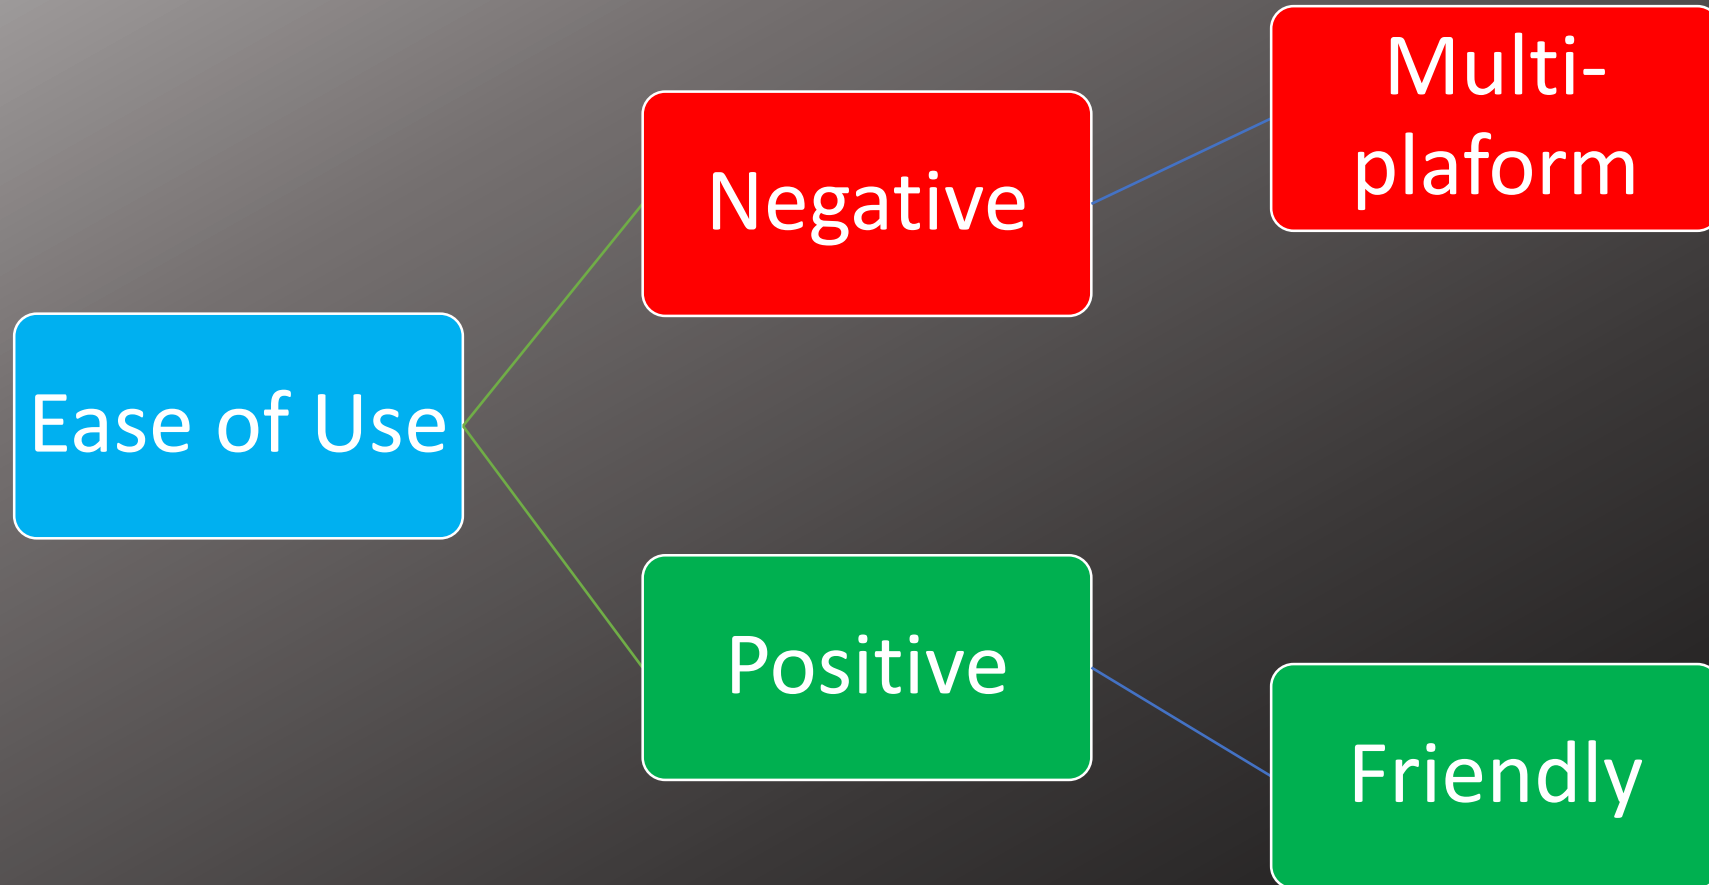 Ease of Use
Negative
Multi-
plaform
Positive
Friendly